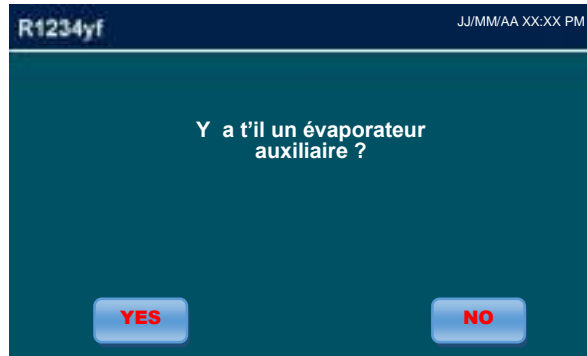 R1234yf
JJ/MM/AA XX:XX PM
Y a t’il un évaporateur
auxiliaire ?
YES
NO